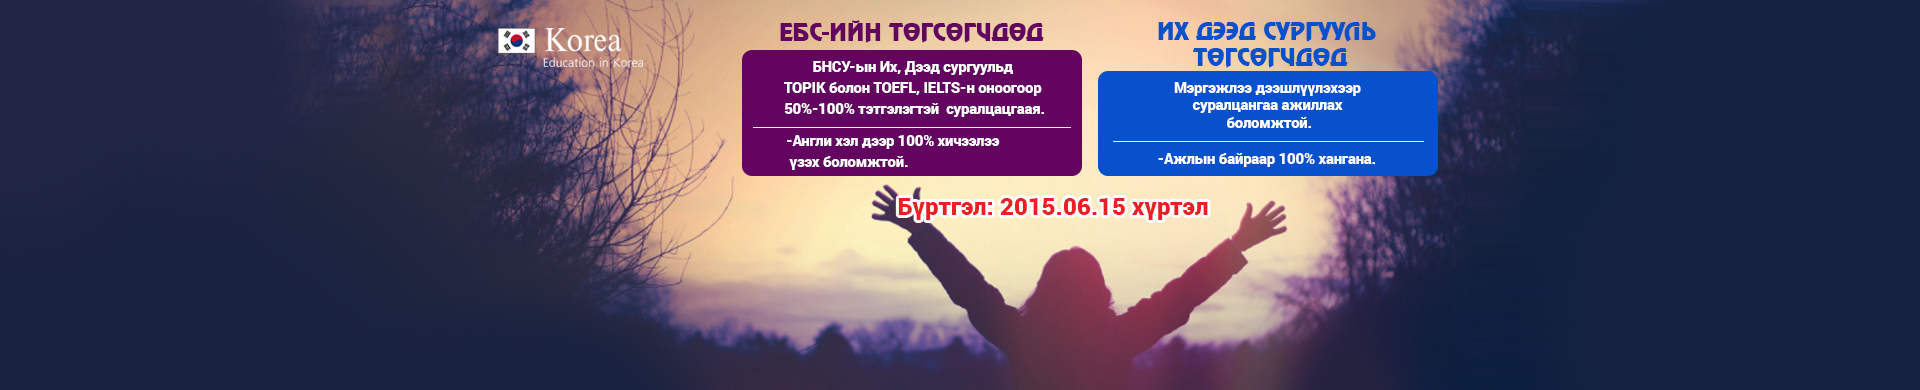 Korea
Education in Korea
ЕБС-ИЙН ТӨГСӨГЧДӨД
БНСУ-ын Их, Дээд сургуульд
TOPIK болон TOEFL, IELTS-н оноогоор
50%-100% тэтгэлэгтэй суралцацгаая.
-Англи хэл дээр 100% хичээлээ
үзэх боломжтой.
ИХ ДЭЭД СУРГУУЛЬ
ТӨГСӨГЧДӨД
Мэргэжлээ дээшлүүлэхээр
суралцангаа ажиллах
боломжтой.
-Ажлын байраар 100% хангана.
Бүртгэл: 2015.06.15 хүртэл